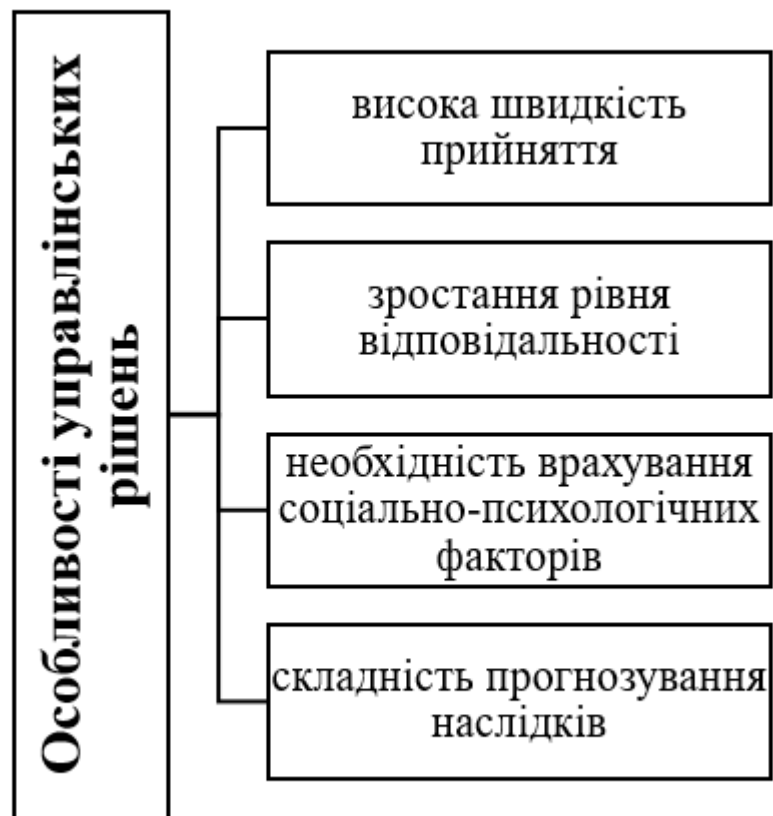 Особливості управлінських
рішень
висока швидкість
прийняття
зростання рівня
відповідальності
необхідність врахування
соціально-психологічних
факторів
складність прогнозування
наслідків